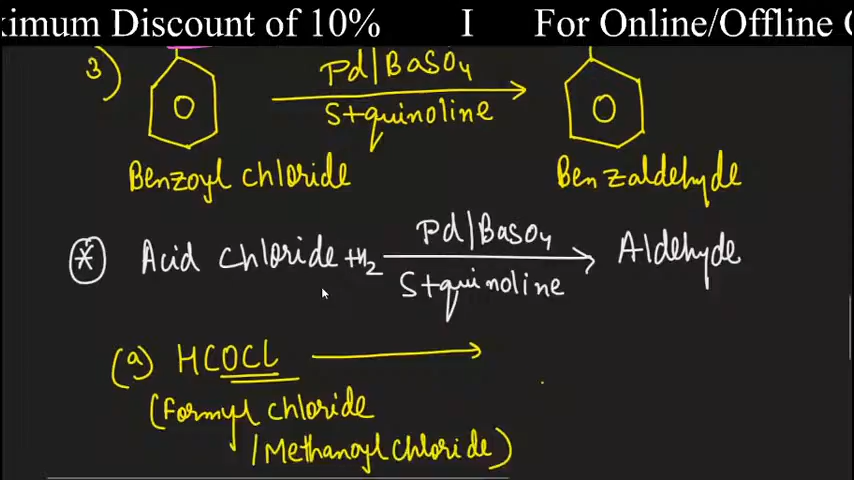 ximum Discount of 10% I For Online/Offline C
3) Pd/BaSO4
S+quinoline
Benzoyl chloride Benzaldehyde
* Acid chloride+H2 Pd/BaSO4 Aldehyde
S+quinoline
(a) HCOCl
(Formyl chloride
/Methanoyl chloride)